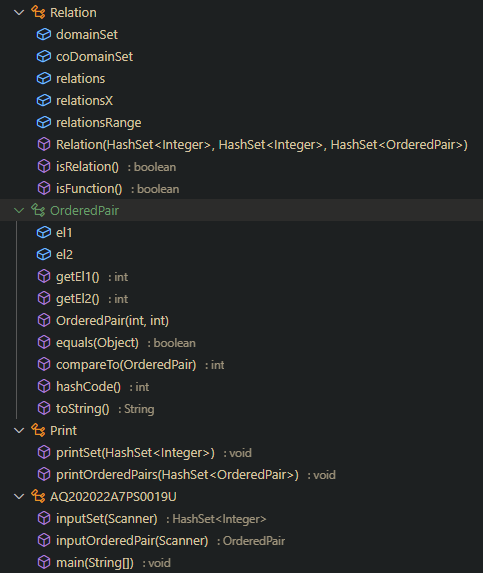 Relation
domainSet
coDomainSet
relations
relationsX
relationsRange
Relation(HashSet<Integer>, HashSet<Integer>, HashSet<OrderedPair>)
isRelation() : boolean
isFunction() : boolean
OrderedPair
el1
el2
getEl1() : int
getEl2() : int
OrderedPair(int, int)
equals(Object) : boolean
compareTo(OrderedPair) : int
hashCode() : int
toString() : String
Print
printSet(HashSet<Integer>) : void
printOrderedPairs(HashSet<OrderedPair>) : void
AQ202022A7PS0019U
inputSet(Scanner) : HashSet<Integer>
inputOrderedPair(Scanner) : OrderedPair
main(String[]) : void